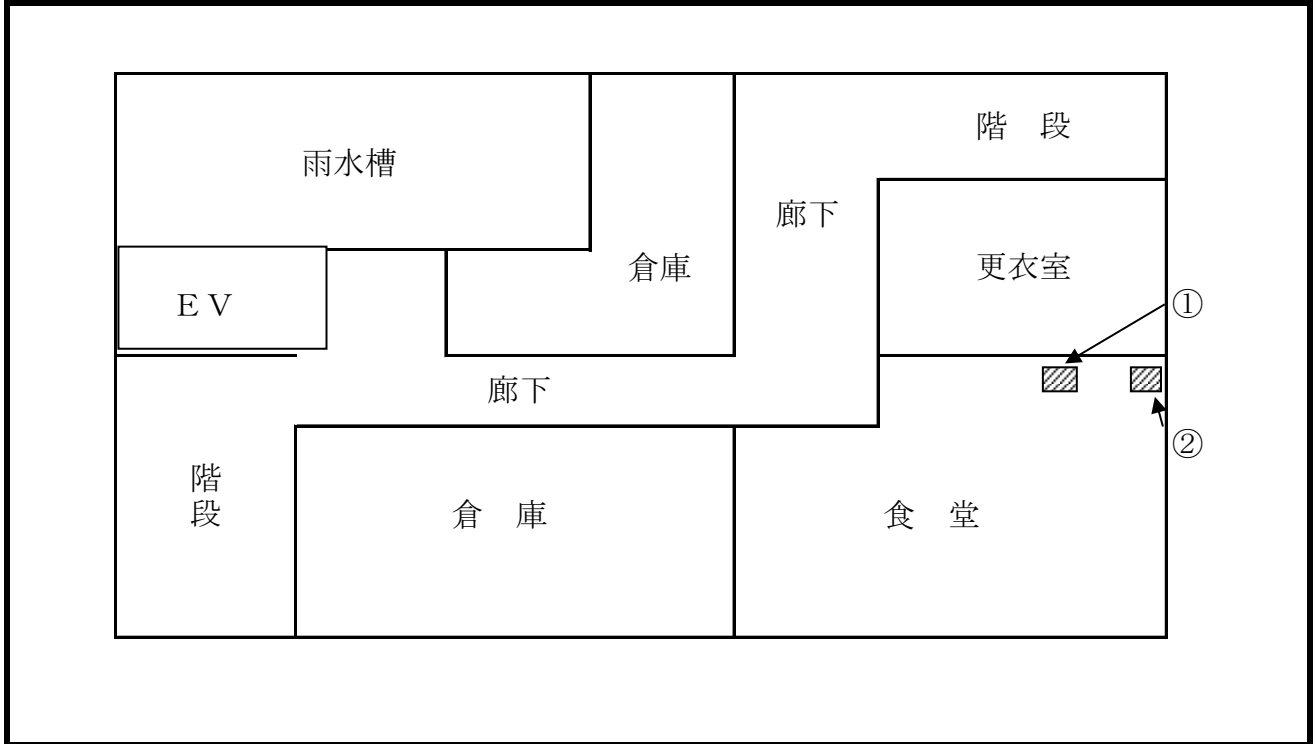 階　段
雨水槽
廊下
倉庫
更衣室
ＥＶ
①
廊下
②
階
段
倉　庫
食　堂